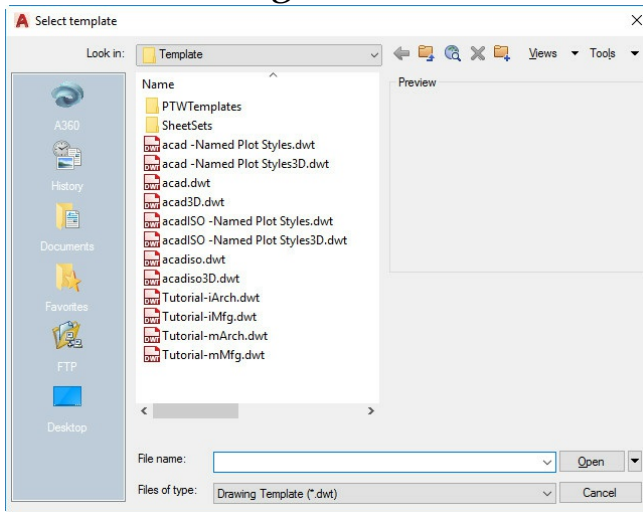 Select template
Look in: Template Views Tools
Name Preview
PTWTemplates
SheetSets
acad -Named Plot Styles.dwt
acad -Named Plot Styles3D.dwt
acad.dwt
acad3D.dwt
acadISO -Named Plot Styles.dwt
acadISO -Named Plot Styles3D.dwt
acadiso.dwt
acadiso3D.dwt
Tutorial-iArch.dwt
Tutorial-iMfg.dwt
Tutorial-mArch.dwt
Tutorial-mMfg.dwt
A360
History
Documents
Favorites
FTP
Desktop
File name: Open
Files of type: Drawing Template (*.dwt) Cancel